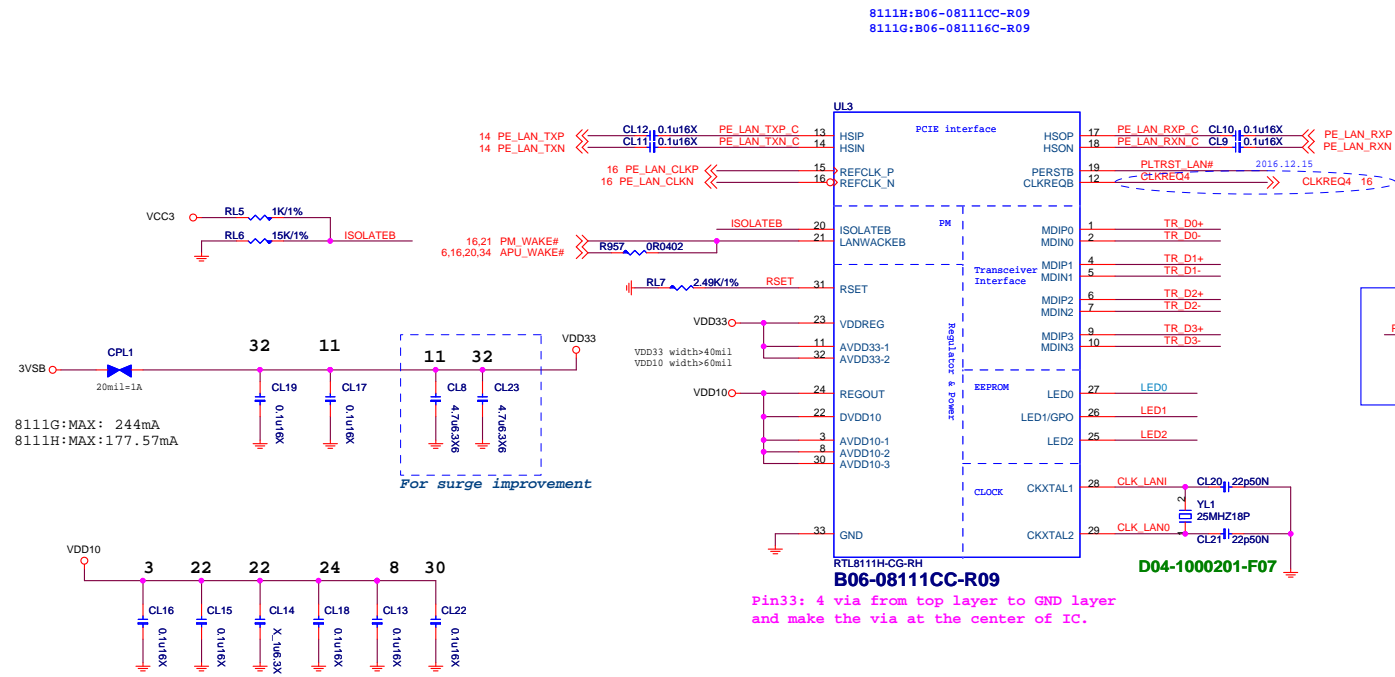 8111H:B06-08111CC-R09
8111G:B06-081116C-R09
UL3
PCIE interface
14 PE_LAN_TXP CL12 0.1u16X PE_LAN_TXP_C 13 HSIP HSOP 17 PE_LAN_RXP_C CL10 0.1u16X PE_LAN_RXP
14 PE_LAN_TXN CL11 0.1u16X PE_LAN_TXN_C 14 HSIN HSON 18 PE_LAN_RXN_C CL9 0.1u16X PE_LAN_RXN
16 PE_LAN_CLKP 15 REFCLK_P PERSTB 19 PLTRST_LAN# 2016.12.15
16 PE_LAN_CLKN 16 REFCLK_N CLKREQB 12 CLKREQ4 CLKREQ4 16
VCC3 RL5 1K/1%
RL6 15K/1% ISOLATEB
ISOLATEB 20 ISOLATEB PM MDIP0 1 TR_D0+
16,21 PM_WAKE# 21 LANWACKEB MDIN0 2 TR_D0-
6,16,20,34 APU_WAKE# R957 0R0402
Transceiver
Interface
MDIP1 4 TR_D1+
MDIN1 5 TR_D1-
RL7 2.49K/1% RSET 31 RSET
MDIP2 6 TR_D2+
MDIN2 7 TR_D2-
VDD33 23 VDDREG
MDIP3 9 TR_D3+
MDIN3 10 TR_D3-
11 AVDD33-1
32 AVDD33-2
VDD33 width>40mil
VDD10 width>60mil
Regulator & Power
EEPROM
VDD10 24 REGOUT LED0 27 LED0
22 DVDD10 LED1/GPO 26 LED1
3 AVDD10-1 LED2 25 LED2
8 AVDD10-2
30 AVDD10-3
3VSB CPL1 32 11 11 32 VDD33
20mil=1A
CL19 0.1u16X
CL17 0.1u16X
CL8 4.7u6.3X6
CL23 4.7u6.3X6
8111G:MAX: 244mA
8111H:MAX:177.57mA
For surge improvement
CLOCK
CKXTAL1 28 CLK_LANI CL20 22p50N
2
YL1
25MHZ18P
33 GND CKXTAL2 29 CLK_LAN0 CL21 22p50N
RTL8111H-CG-RH
B06-08111CC-R09
D04-1000201-F07
Pin33: 4 via from top layer to GND layer
and make the via at the center of IC.
VDD10
3 22 22 24 8 30
CL16 0.1u16X
CL15 0.1u16X
CL14 X_1u6.3X
CL18 0.1u16X
CL13 0.1u16X
CL22 0.1u16X